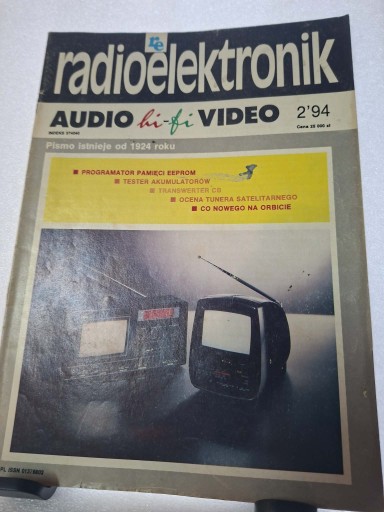 re
radioelektronik
AUDIO hi-fi VIDEO 2'94
Cena 25 000 zł
Pismo istnieje od 1924 roku
■ PROGRAMATOR PAMIĘCI EEPROM
■ TESTER AKUMULATORÓW
■ TRANSWERTER CB
■ OCENA TUNERA SATELITARNEGO
■ CO NOWEGO NA ORBICIE